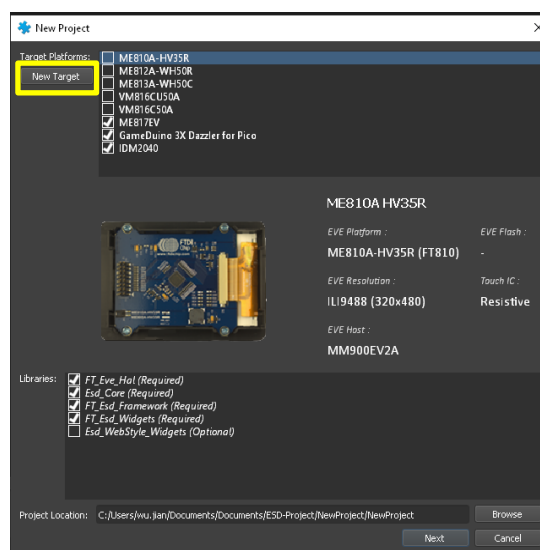 New Project
Target Platforms:
New Target
ME810A-HV35R
ME812A-WH50R
ME813A-WH50C
VM816CU50A
VM816C50A
ME817EV
GameDuino 3X Dazzler for Pico
IDM2040
FTDI
Chip
ME810A HV35R
EVE Platform :
EVE Flash :
ME810A-HV35R (FT810)
-
EVE Resolution :
Touch IC :
ILI9488 (320x480)
Resistive
EVE Host :
MM900EV2A
Libraries:
FT_Eve_Hal (Required)
Esd_Core (Required)
FT_Esd_Framework (Required)
FT_Esd_Widgets (Required)
Esd_WebStyle_Widgets (Optional)
Project Location:
C:/Users/wu.jian/Documents/Documents/ESD-Project/NewProject/NewProject
Browse
Next
Cancel